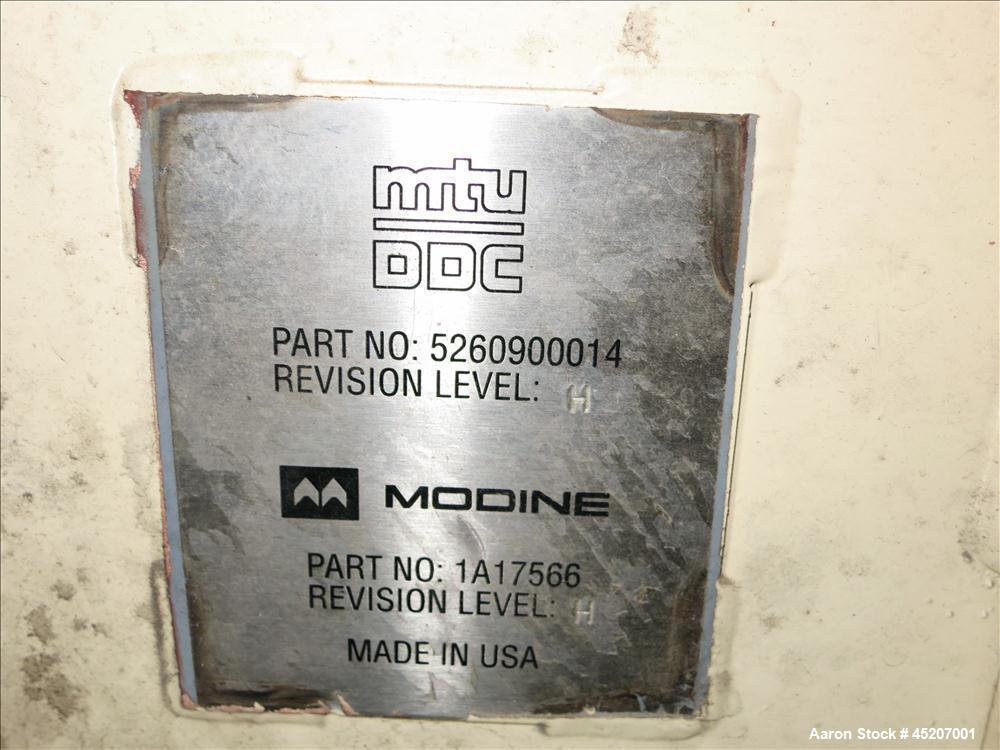 mtu
DDC
PART NO: 5260900014
REVISION LEVEL: H
MODINE
PART NO: 1A17566
REVISION LEVEL: H
MADE IN USA
Aaron Stock # 45207001